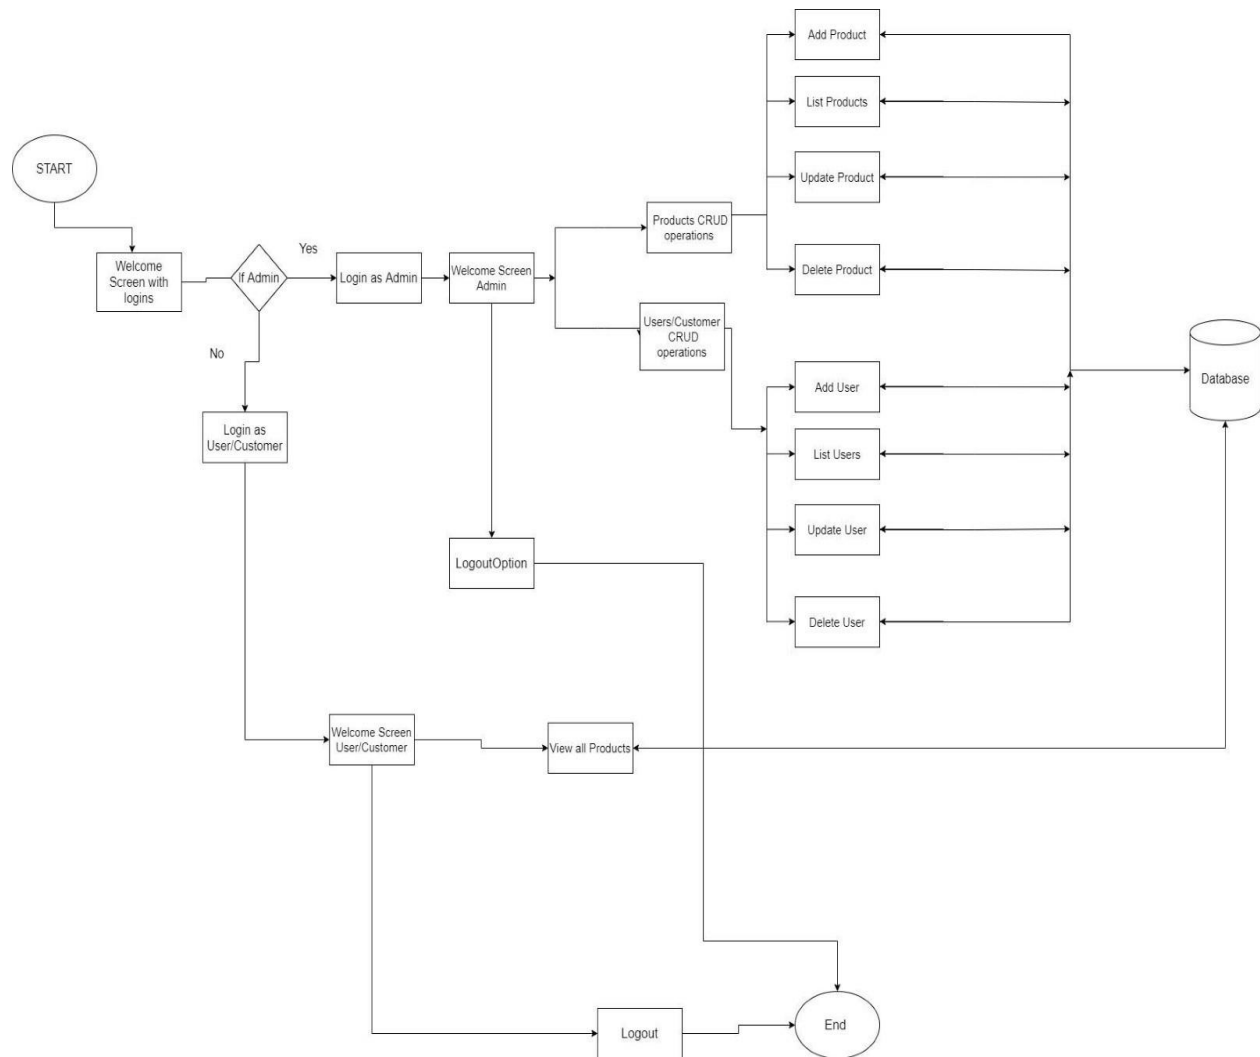 Add Product
List Products
START
Update Product
Products CRUD
operations
Yes
Welcome
Screen with
logins
If Admin
Login as Admin
Welcome Screen
Admin
Delete Product
Users/Customer
CRUD
operations
No
Database
Add User
Login as
User/Customer
List Users
Update User
LogoutOption
Delete User
Welcome Screen
User/Customer
View all Products
Logout
End